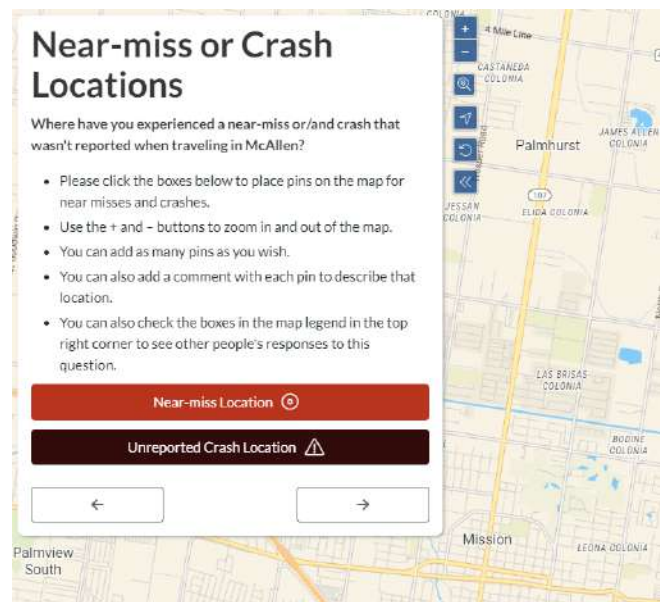 Near-miss or Crash
Locations
Where have you experienced a near-miss or/and crash that
wasn't reported when traveling in McAllen?
• Please click the boxes below to place pins on the map for
near misses and crashes.
• Use the + and – buttons to zoom in and out of the map.
• You can add as many pins as you wish.
• You can also add a comment with each pin to describe that
location.
• You can also check the boxes in the map legend in the top
right corner to see other people's responses to this
question.
Near-miss Location
Unreported Crash Location
←
→
+
−
4 Mile Line
CASTANEDA
COLONIA
Palmhurst
JAMES ALLEN
COLONIA
107
JESSAN
COLONIA
ELIDA COLONIA
LAS BRISAS
COLONIA
BODINE
COLONIA
Mission
LEONA COLONIA
Palmview
South